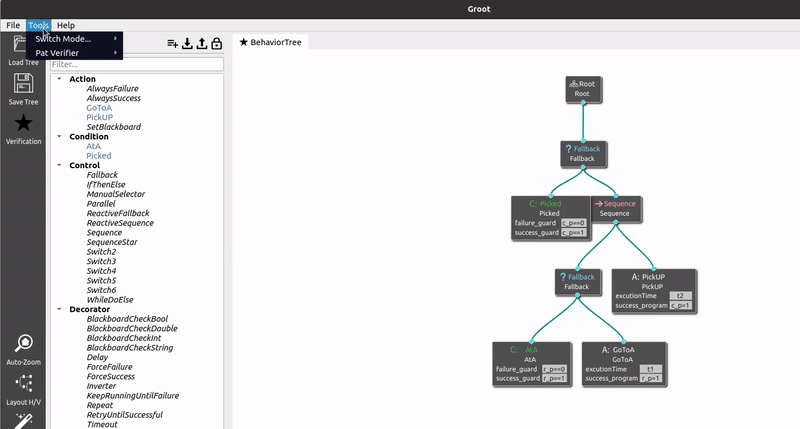 Groot
File Tools Help
Switch Mode...
Pat Verifier
Load Tree
Save Tree
Verification
Auto-Zoom
Layout H/V
Filter...
Action
AlwaysFailure
AlwaysSuccess
GoToA
PickUP
SetBlackboard
Condition
AtA
Picked
Control
Fallback
IfThenElse
ManualSelector
Parallel
ReactiveFallback
ReactiveSequence
Sequence
SequenceStar
Switch2
Switch3
Switch4
Switch5
Switch6
WhileDoElse
Decorator
BlackboardCheckBool
BlackboardCheckDouble
BlackboardCheckInt
BlackboardCheckString
Delay
ForceFailure
ForceSuccess
Inverter
KeepRunningUntilFailure
Repeat
RetryUntilSuccessful
Timeout
BehaviorTree
Root
Root
? Fallback
Fallback
C: Picked
Picked
failure_guard c_p==0
success_guard c_p==1
Sequence
Sequence
? Fallback
Fallback
A: PickUP
PickUP
excutionTime t2
success_program c_p=1
C: AtA
AtA
failure_guard r_p==0
success_guard r_p==1
A: GoToA
GoToA
excutionTime t1
success_program r_p=1